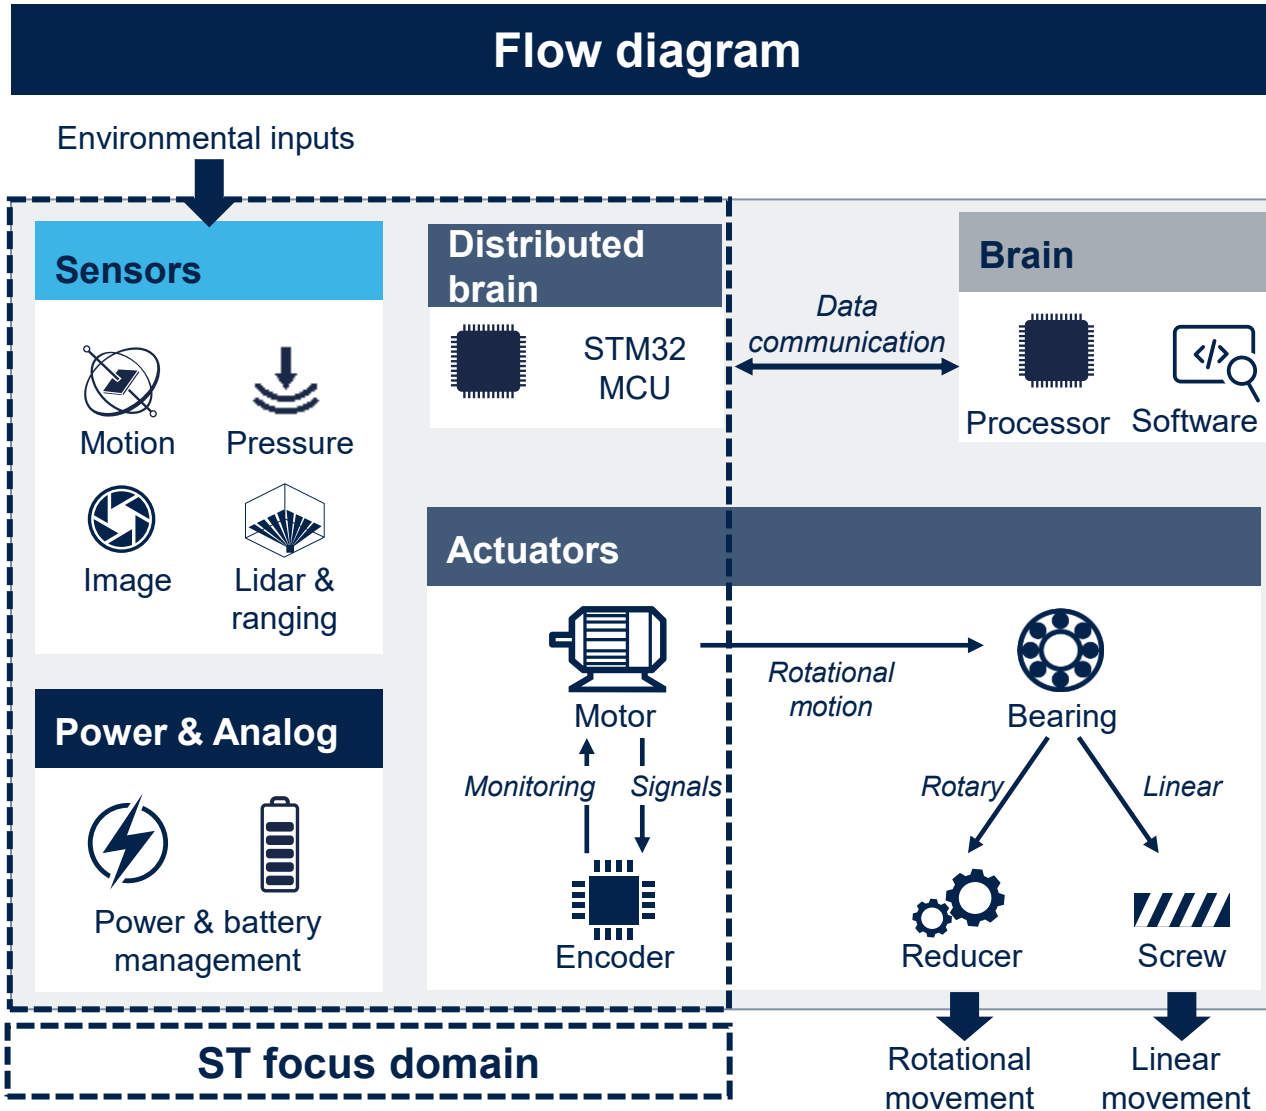 Flow diagram
Environmental inputs
Sensors
Motion
Pressure
Image
Lidar &
ranging
Power & Analog
Power & battery
management
Distributed
brain
STM32
MCU
Data
communication
Brain
Processor
Software
Actuators
Motor
Rotational
motion
Bearing
Monitoring
Signals
Rotary
Linear
Encoder
Reducer
Screw
ST focus domain
Rotational
movement
Linear
movement